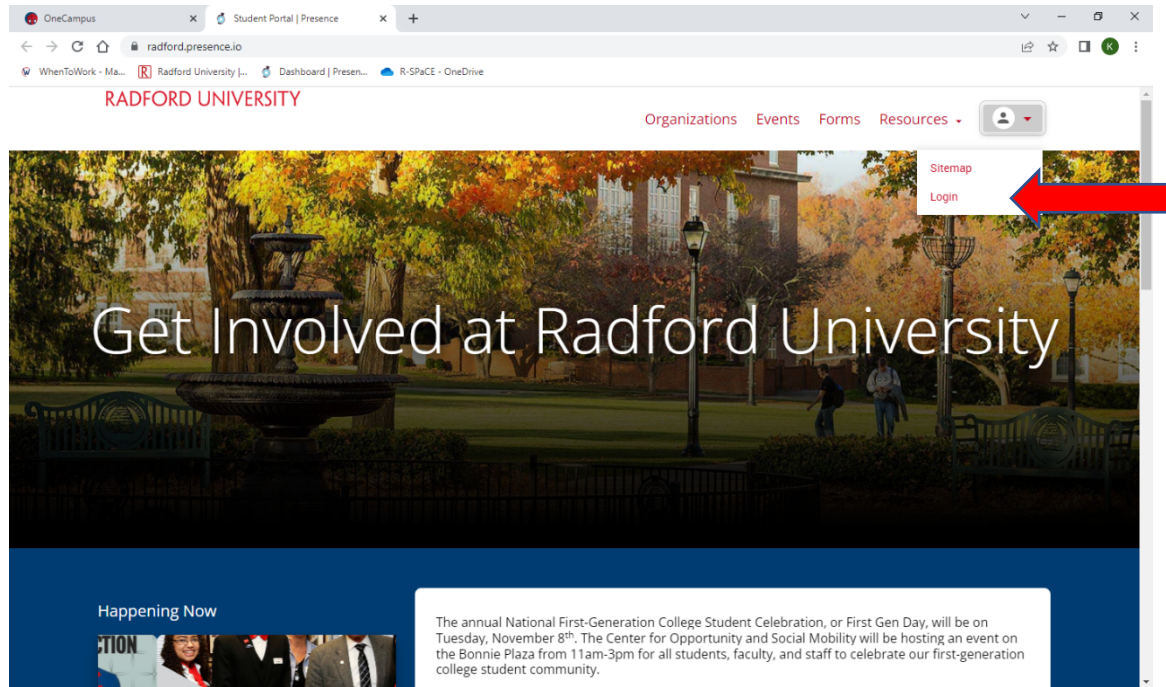 OneCampus
Student Portal | Presence
radford.presence.io
K
WhenToWork - Ma...
Radford University |...
Dashboard | Presen...
R-SPaCE - OneDrive
RADFORD UNIVERSITY
Organizations Events Forms Resources
Sitemap
Login
Get Involved at Radford University
Happening Now
CTION
The annual National First-Generation College Student Celebration, or First Gen Day, will be on
Tuesday, November 8th. The Center for Opportunity and Social Mobility will be hosting an event on
the Bonnie Plaza from 11am-3pm for all students, faculty, and staff to celebrate our first-generation
college student community.